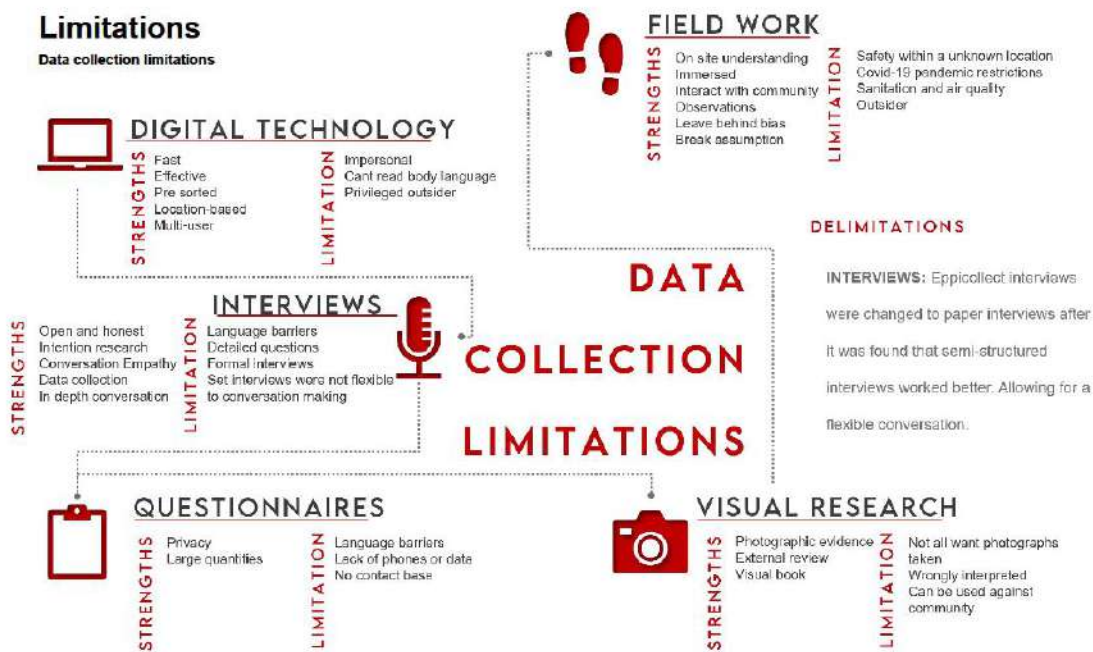 Limitations
Data collection limitations
FIELD WORK
STRENGTHS
On site understanding
Immersed
Interact with community
Observations
Leave behind bias
Break assumption
LIMITATION
Safety within a unknown location
Covid-19 pandemic restrictions
Sanitation and air quality
Outsider
DIGITAL TECHNOLOGY
STRENGTHS
Fast
Effective
Pre sorted
Location-based
Multi-user
LIMITATION
Impersonal
Cant read body language
Privileged outsider
DELIMITATIONS
INTERVIEWS: Eppicollect interviews
were changed to paper interviews after
it was found that semi-structured
interviews worked better. Allowing for a
flexible conversation.
DATA
COLLECTION
LIMITATIONS
INTERVIEWS
STRENGTHS
Open and honest
Intention research
Conversation Empathy
Data collection
In depth conversation
LIMITATION
Language barriers
Detailed questions
Formal interviews
Set interviews were not flexible
to conversation making
QUESTIONNAIRES
STRENGTHS
Privacy
Large quantifies
LIMITATION
Language barriers
Lack of phones or data
No contact base
VISUAL RESEARCH
STRENGTHS
Photographic evidence
External review
Visual book
LIMITATION
Not all want photographs
taken
Wrongly interpreted
Can be used against
community